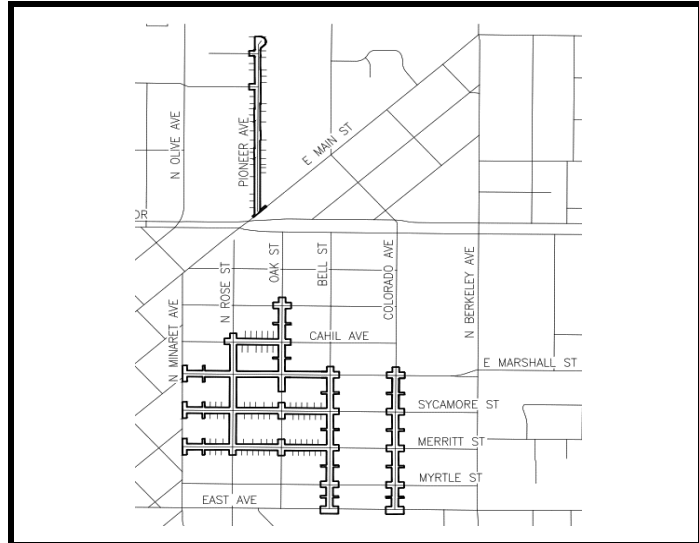 N OLIVE AVE
PIONEER AVE
E MAIN ST
DR
N MINARET AVE
N ROSE ST
OAK ST
BELL ST
COLORADO AVE
N BERKELEY AVE
CAHIL AVE
E MARSHALL ST
SYCAMORE ST
MERRITT ST
MYRTLE ST
EAST AVE